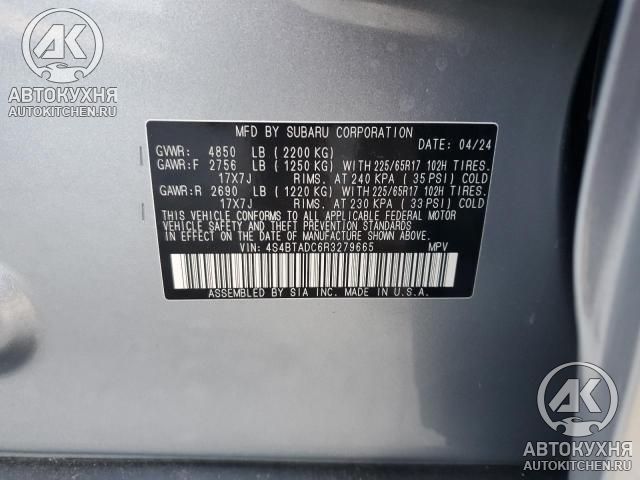 AK
АВТОКУХНЯ
AUTOKITCHEN.RU
MFD BY SUBARU CORPORATION
GVWR: 4850 LB (2200 KG) DATE: 04/24
GAWR:F 2756 LB (1250 KG) WITH 225/65R17 102H TIRES.
17X7J RIMS. AT 240 KPA (35 PSI) COLD
GAWR:R 2690 LB (1220 KG) WITH 225/65R17 102H TIRES.
17X7J RIMS. AT 230 KPA (33 PSI) COLD
THIS VEHICLE CONFORMS TO ALL APPLICABLE FEDERAL MOTOR
VEHICLE SAFETY AND THEFT PREVENTION STANDARDS
IN EFFECT ON THE DATE OF MANUFACTURE SHOWN ABOVE.
VIN: 4S4BTADC6R3279665 MPV
ASSEMBLED BY SIA INC. MADE IN U.S.A.
AK
АВТОКУХНЯ
AUTOKITCHEN.RU